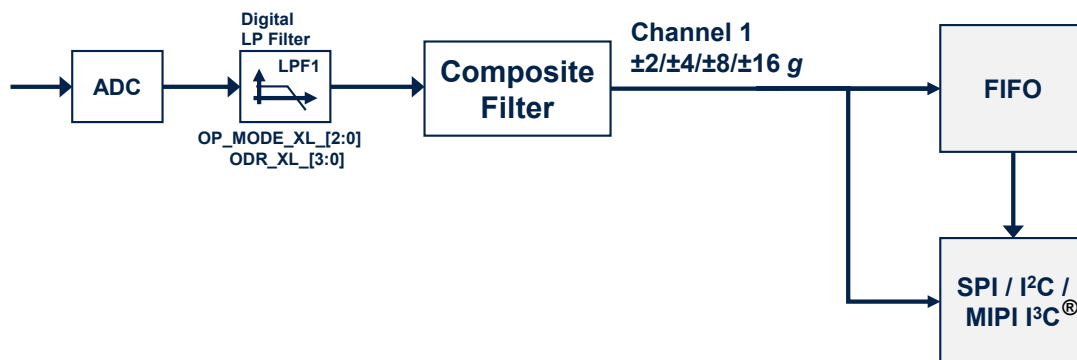 Digital
LP Filter
ADC
LPF1
OP_MODE_XL_[2:0]
ODR_XL_[3:0]
Composite
Filter
Channel 1
±2/±4/±8/±16 g
FIFO
SPI / I²C /
MIPI I³C®